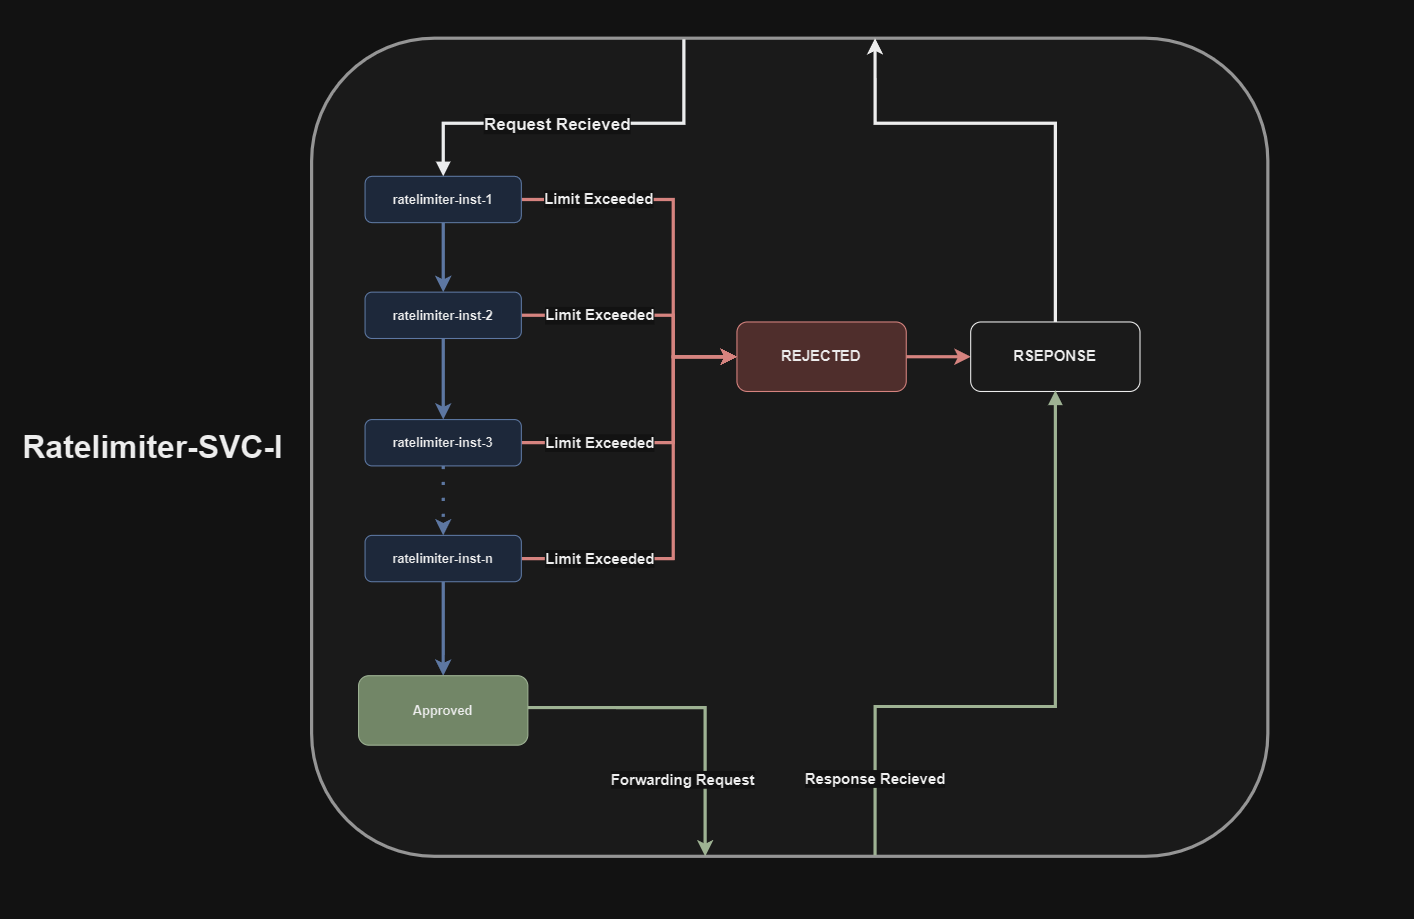 Request Recieved
ratelimiter-inst-1
Limit Exceeded
ratelimiter-inst-2
Limit Exceeded
REJECTED
RSEPONSE
Ratelimiter-SVC-I
ratelimiter-inst-3
Limit Exceeded
ratelimiter-inst-n
Limit Exceeded
Approved
Forwarding Request
Response Recieved